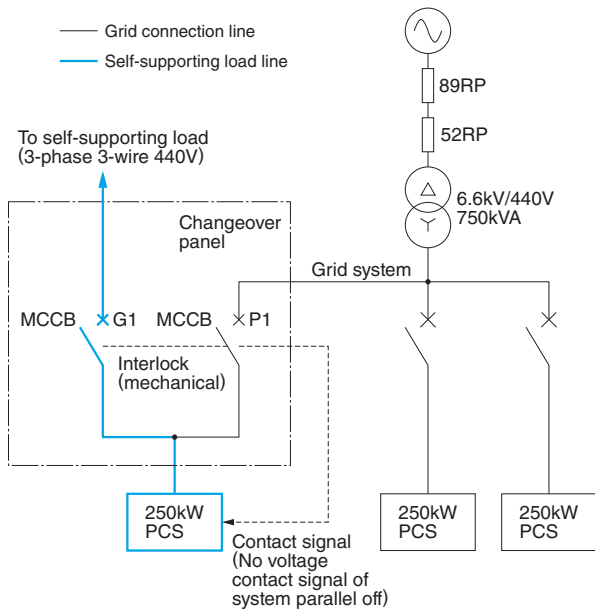 Grid connection line
Self-supporting load line
89RP
52RP
To self-supporting load
(3-phase 3-wire 440V)
6.6kV/440V
750kVA
Changeover
panel
Grid system
MCCB
G1
MCCB
P1
Interlock
(mechanical)
250kW
PCS
250kW
PCS
250kW
PCS
Contact signal
(No voltage
contact signal of
system parallel off)